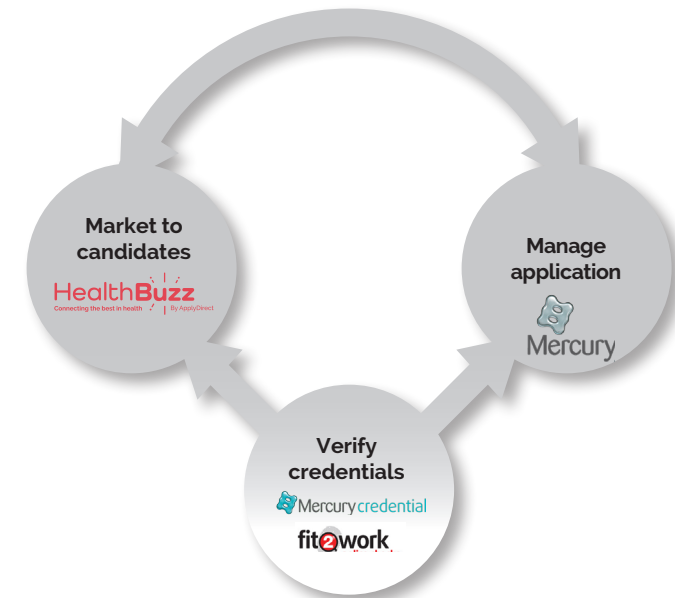 Market to
candidates
HealthBuzz
Connecting the best in health
By ApplyDirect
Manage
application
Mercury
Verify
credentials
Mercury credential
fit2work